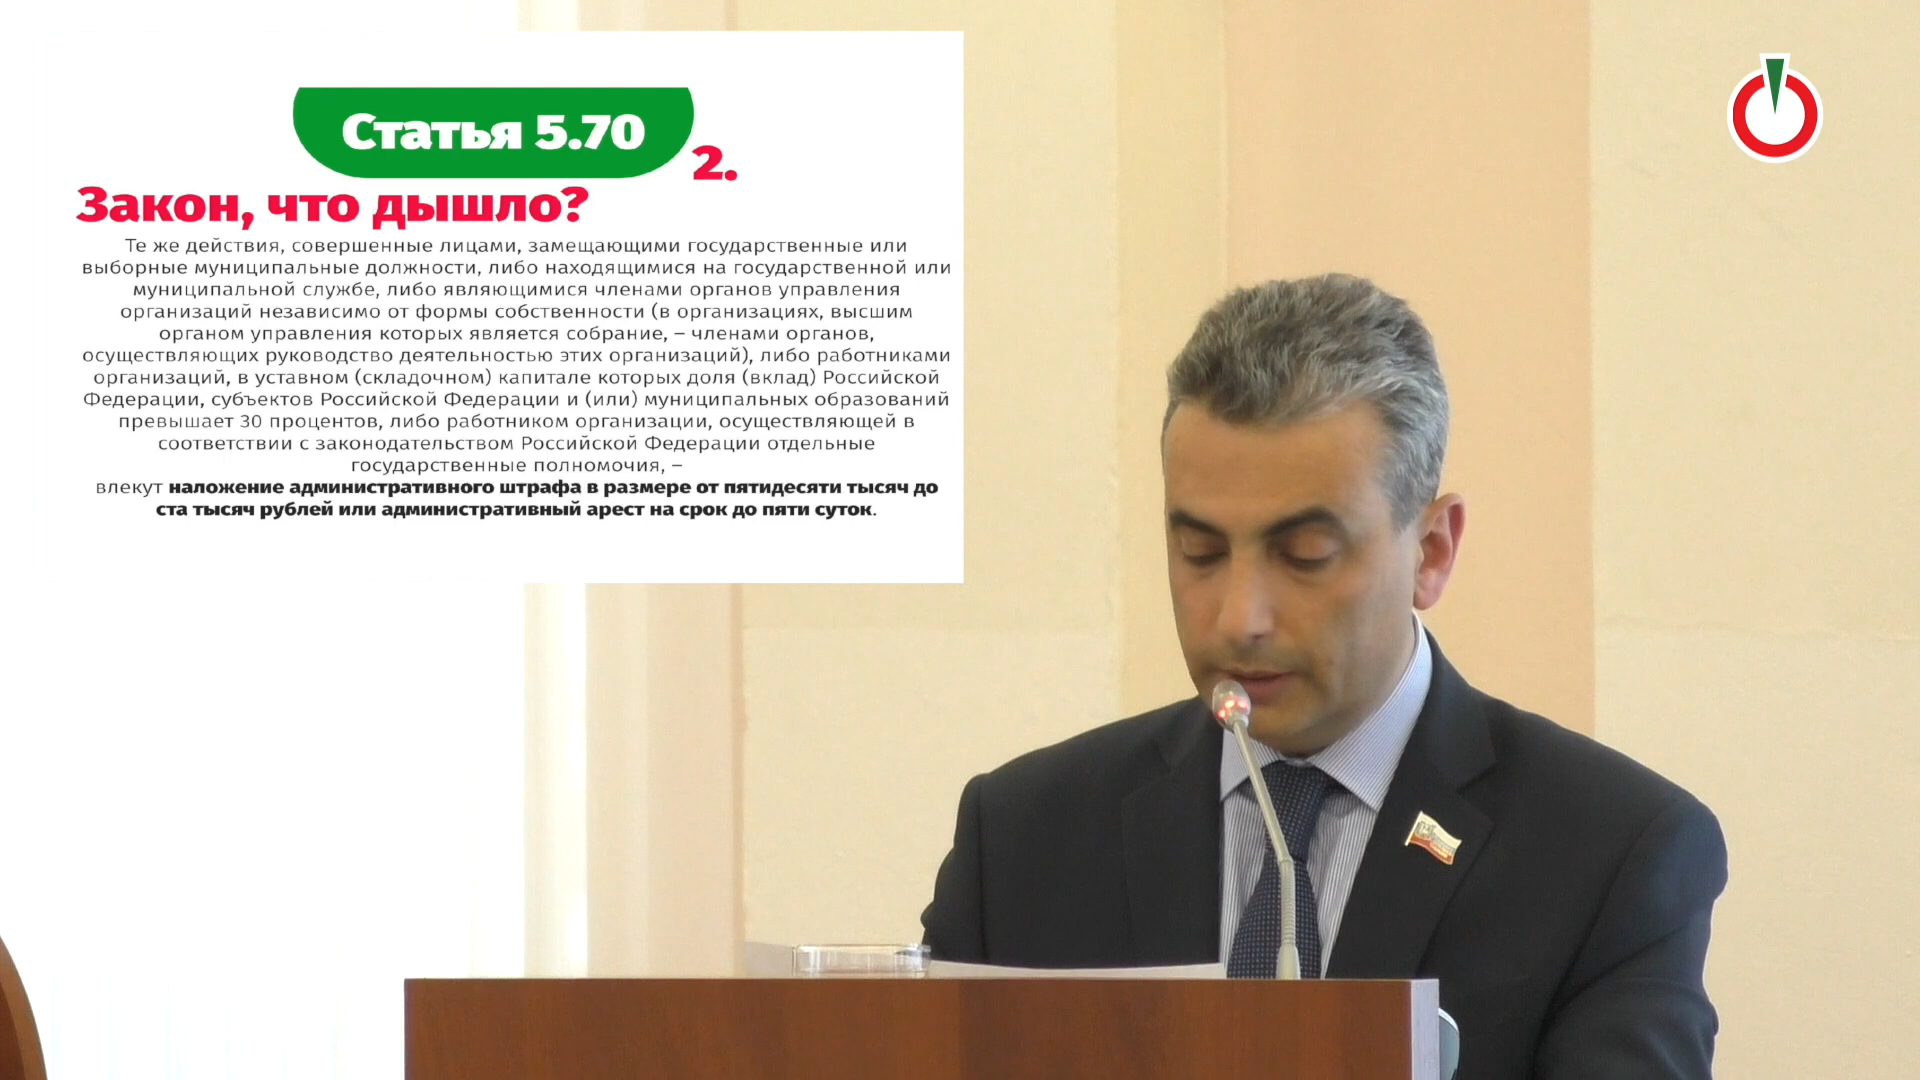 Статья 5.70
2.
Закон, что дышло?
Те же действия, совершенные лицами, замещающими государственные или
выборные муниципальные должности, либо находящимися на государственной или
муниципальной службе, либо являющимися членами органов управления
организаций независимо от формы собственности (в организациях, высшим
органом управления которых является собрание, – членами органов,
осуществляющих руководство деятельностью этих организаций), либо работниками
организаций, в уставном (складочном) капитале которых доля (вклад) Российской
Федерации, субъектов Российской Федерации и (или) муниципальных образований
превышает 30 процентов, либо работником организации, осуществляющей в
соответствии с законодательством Российской Федерации отдельные
государственные полномочия, –
влекут наложение административного штрафа в размере от пятидесяти тысяч до
ста тысяч рублей или административный арест на срок до пяти суток.